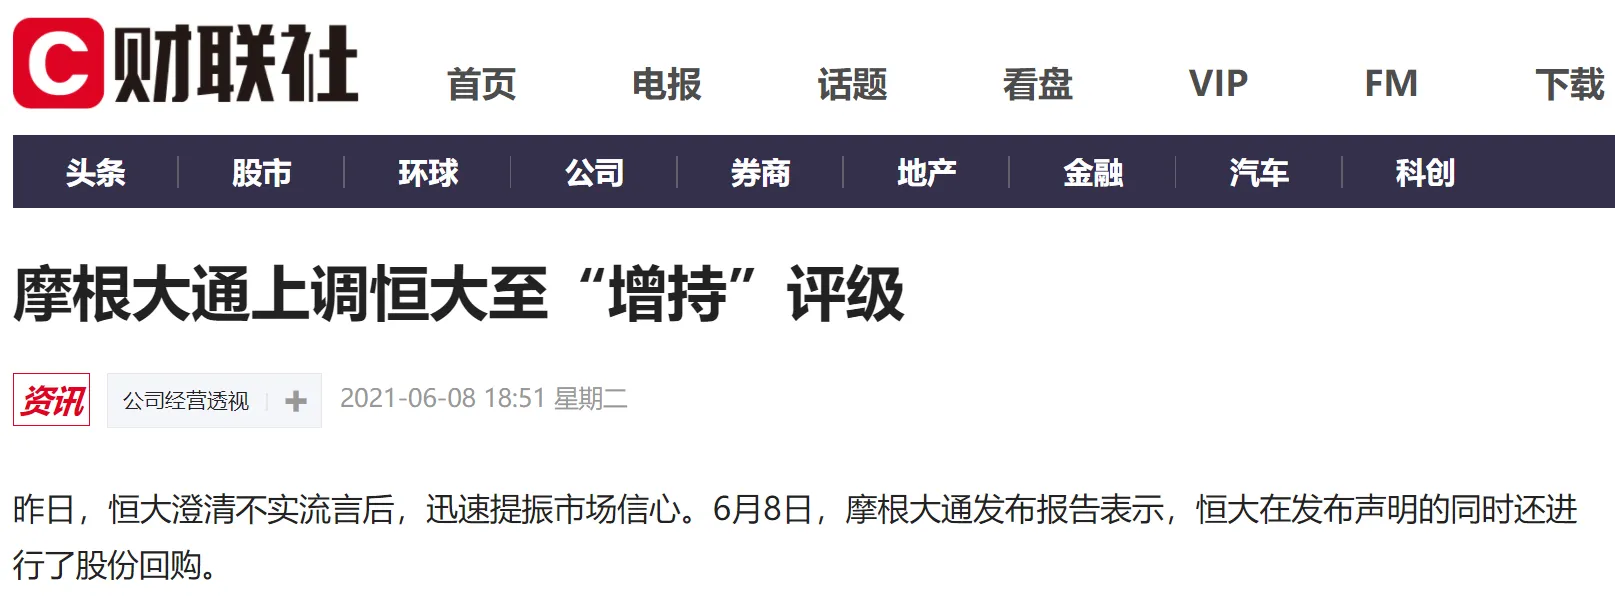 C 财联社
首页 电报 话题 看盘 VIP FM 下载
头条 股市 环球 公司 券商 地产 金融 汽车 科创
摩根大通上调恒大至“增持”评级
资讯 公司经营透视 + 2021-06-08 18:51 星期二
昨日，恒大澄清不实流言后，迅速提振市场信心。6月8日，摩根大通发布报告表示，恒大在发布声明的同时还进
行了股份回购。